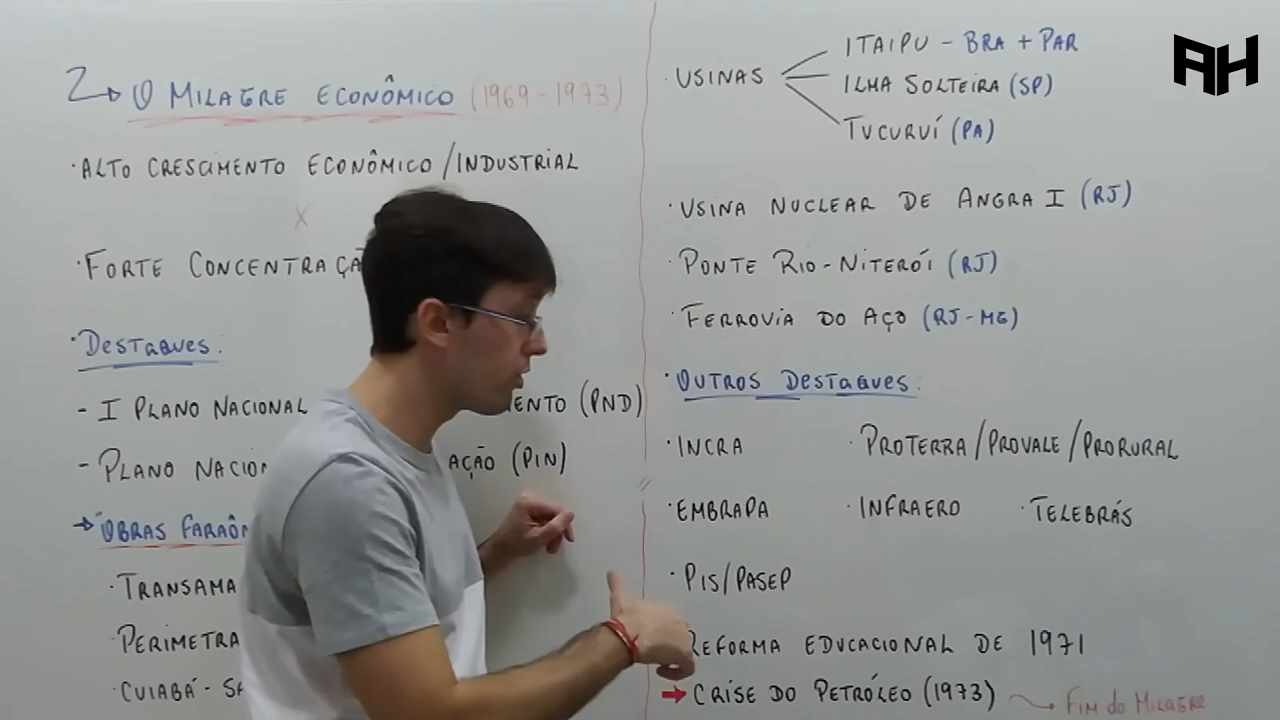 O MILAGRE ECONÔMICO (1969-1973)
·ALTO CRESCIMENTO ECONÔMICO/INDUSTRIAL
X
·FORTE CONCENTRAÇÃ
·DESTAQUES:
- I PLANO NACIONAL MENTO (PND)
- PLANO NACION AÇÃO (PIN)
→ "OBRAS FARAÔN
·TRANSAMA
·PERIMETRA
·CUIABÁ-SA
·USINAS
ITAIPU - BRA + PAR
ILHA SOLTEIRA (SP)
TUCURUÍ (PA)
·USINA NUCLEAR DE ANGRA I (RJ)
·PONTE RIO-NITERÓI (RJ)
·FERROVIA DO AÇO (RJ-MG)
·OUTROS DESTAQUES:
·INCRA ·PROTERRA/PROVALE/PRORURAL
·EMBRAPA ·INFRAERO ·TELEBRÁS
·PIS/PASEP
REFORMA EDUCACIONAL DE 1971
→ CRISE DO PETRÓLEO (1973) → FIM DO MILAGRE
AH